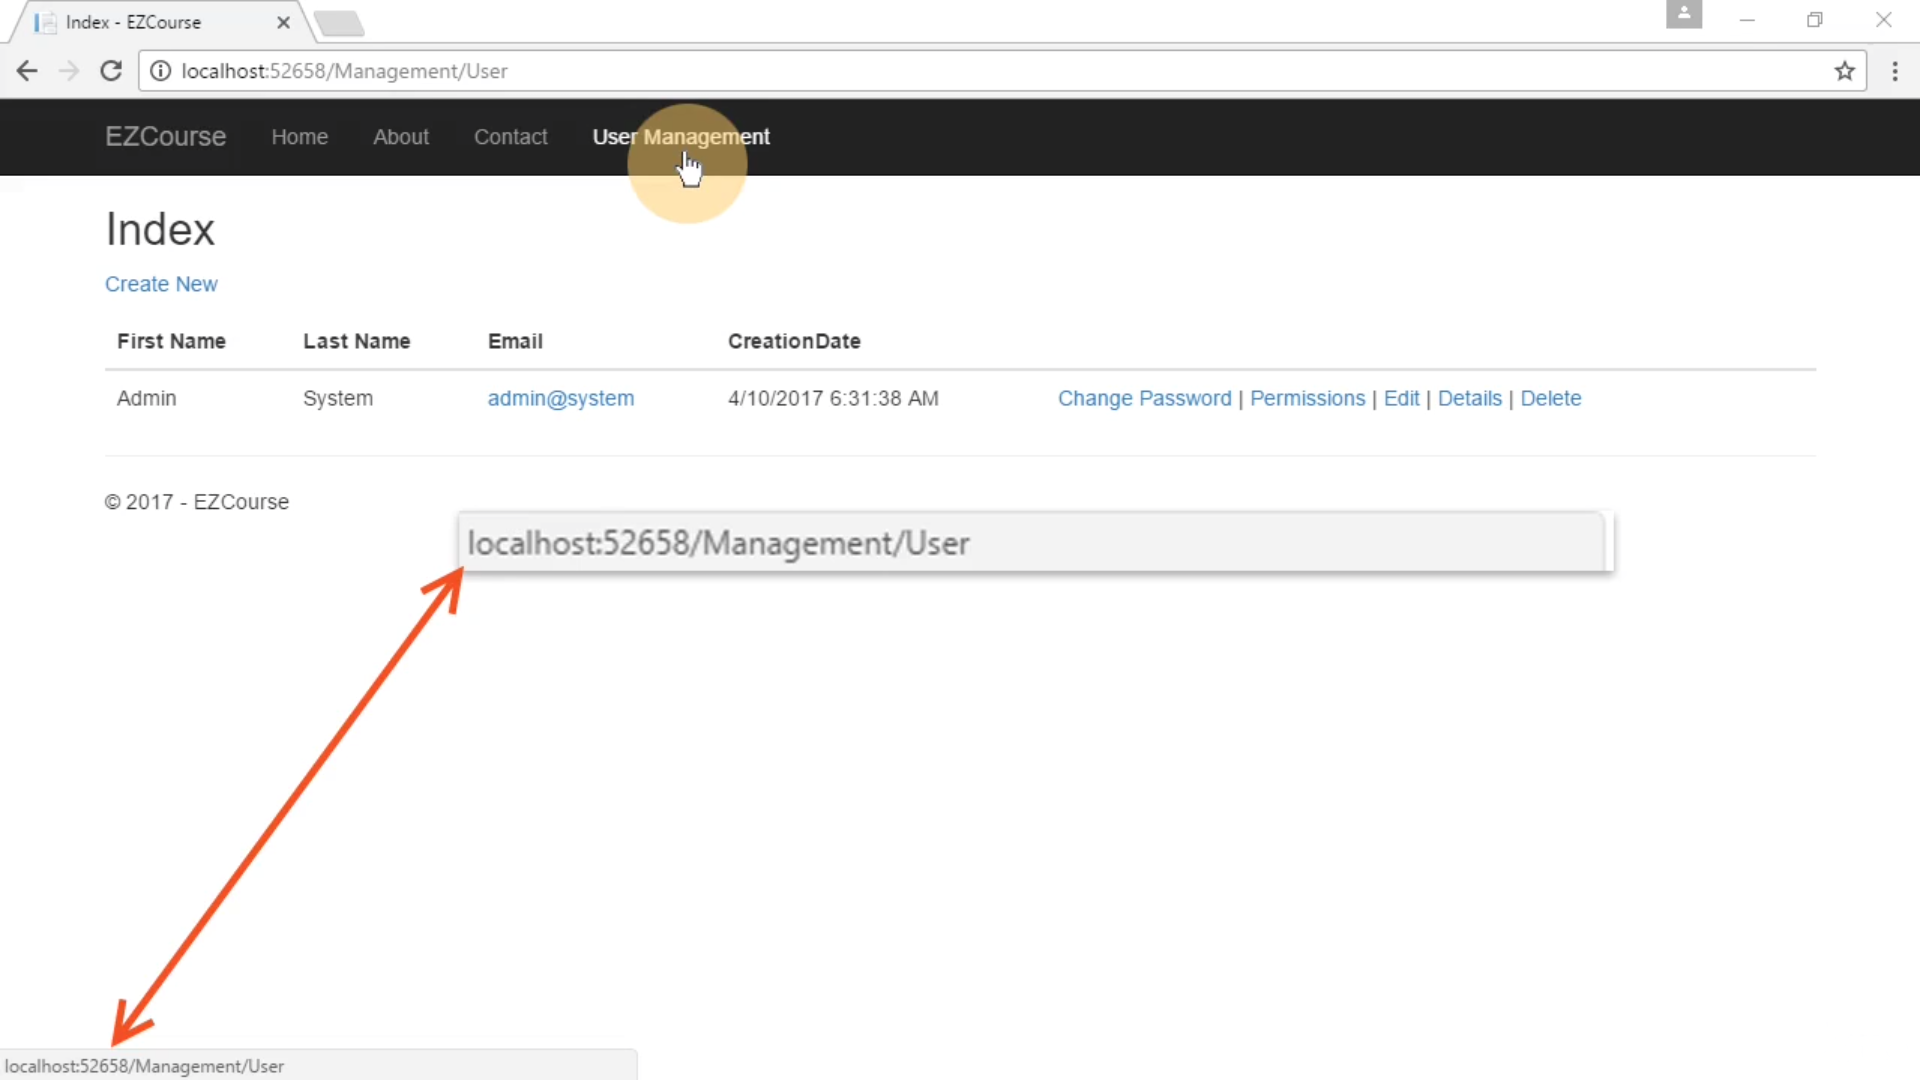 Index - EZCourse
localhost:52658/Management/User
EZCourse Home About Contact User Management
Index
Create New
First Name Last Name Email CreationDate
Admin System admin@system 4/10/2017 6:31:38 AM Change Password | Permissions | Edit | Details | Delete
© 2017 - EZCourse
localhost:52658/Management/User
localhost:52658/Management/User